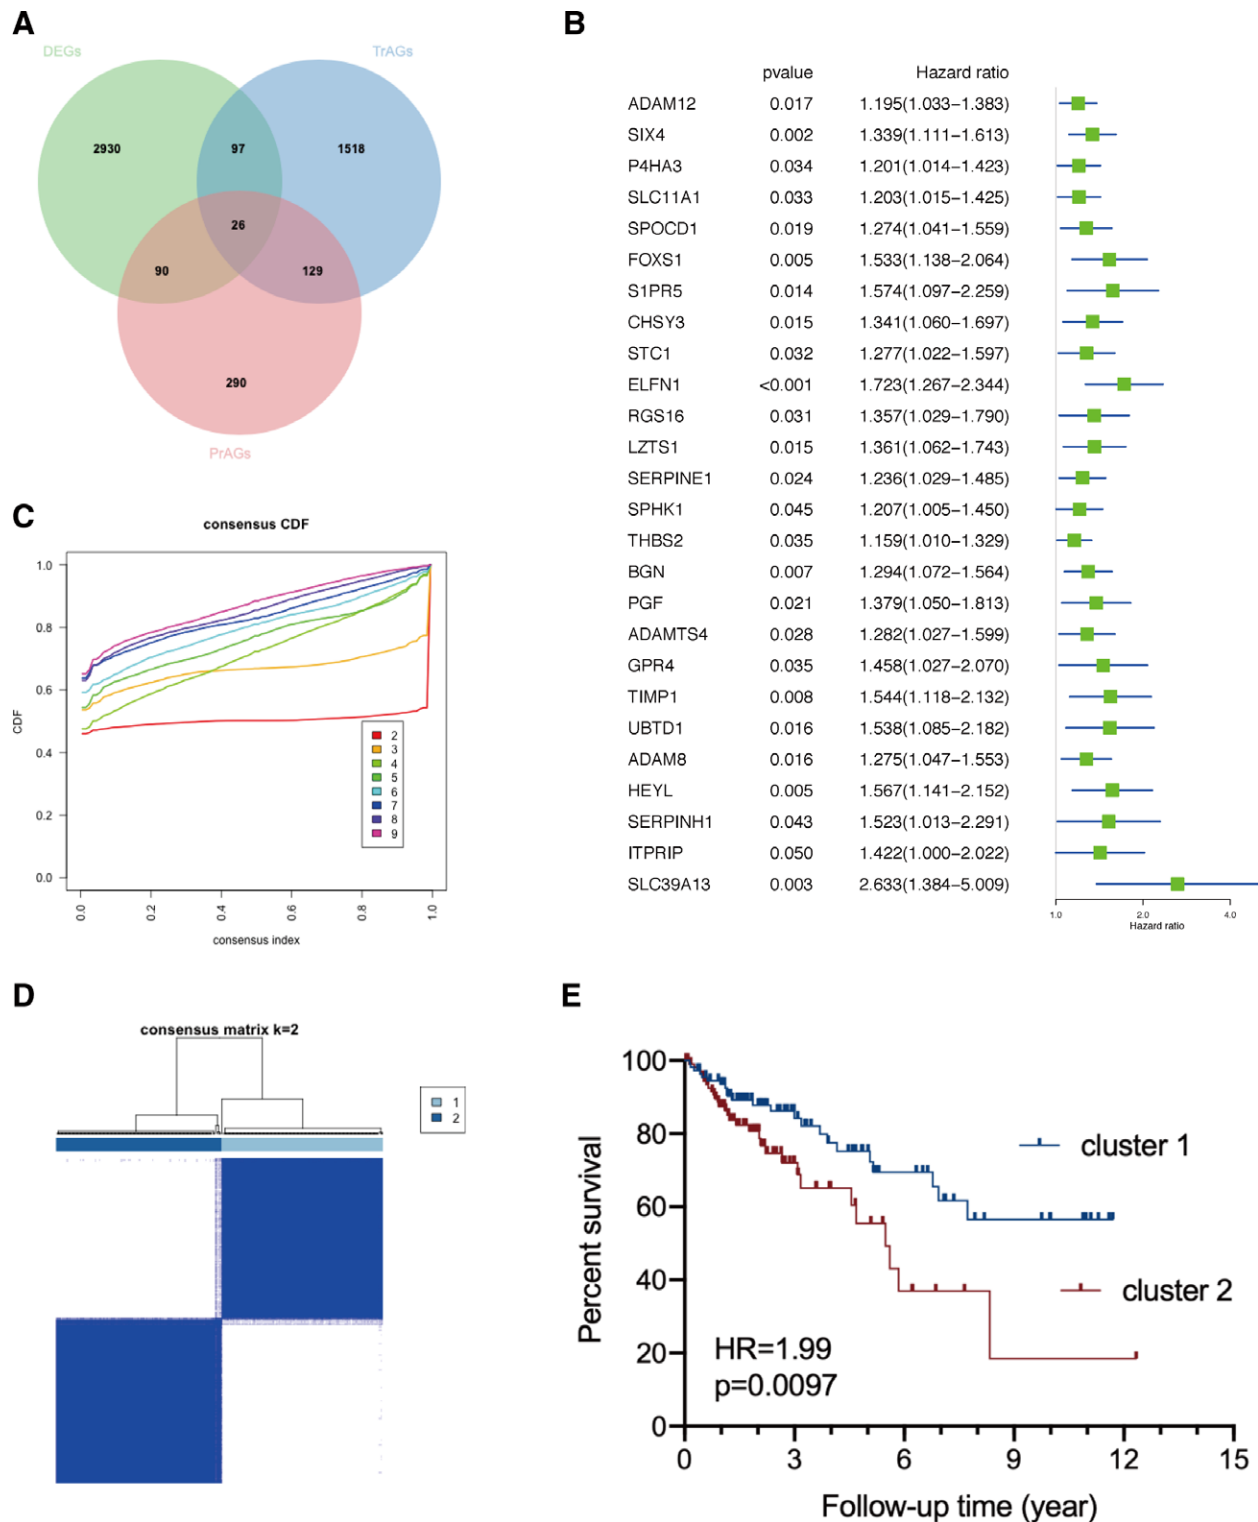 A
DEGs
TrAGs
2930
97
1518
26
90
129
290
PrAGs
B
pvalue Hazard ratio
ADAM12 0.017 1.195(1.033−1.383)
SIX4 0.002 1.339(1.111−1.613)
P4HA3 0.034 1.201(1.014−1.423)
SLC11A1 0.033 1.203(1.015−1.425)
SPOCD1 0.019 1.274(1.041−1.559)
FOXS1 0.005 1.533(1.138−2.064)
S1PR5 0.014 1.574(1.097−2.259)
CHSY3 0.015 1.341(1.060−1.697)
STC1 0.032 1.277(1.022−1.597)
ELFN1 <0.001 1.723(1.267−2.344)
RGS16 0.031 1.357(1.029−1.790)
LZTS1 0.015 1.361(1.062−1.743)
SERPINE1 0.024 1.236(1.029−1.485)
SPHK1 0.045 1.207(1.005−1.450)
THBS2 0.035 1.159(1.010−1.329)
BGN 0.007 1.294(1.072−1.564)
PGF 0.021 1.379(1.050−1.813)
ADAMTS4 0.028 1.282(1.027−1.599)
GPR4 0.035 1.458(1.027−2.070)
TIMP1 0.008 1.544(1.118−2.132)
UBTD1 0.016 1.538(1.085−2.182)
ADAM8 0.016 1.275(1.047−1.553)
HEYL 0.005 1.567(1.141−2.152)
SERPINH1 0.043 1.523(1.013−2.291)
ITPRIP 0.050 1.422(1.000−2.022)
SLC39A13 0.003 2.633(1.384−5.009)
1.0 2.0 4.0
Hazard ratio
C
consensus CDF
1.0
0.8
0.6
0.4
0.2
0.0
CDF
2
3
4
5
6
7
8
9
0.0 0.2 0.4 0.6 0.8 1.0
consensus index
D
consensus matrix k=2
1
2
E
100
80
60
40
20
0
Percent survival
cluster 1
cluster 2
HR=1.99
p=0.0097
0 3 6 9 12 15
Follow-up time (year)